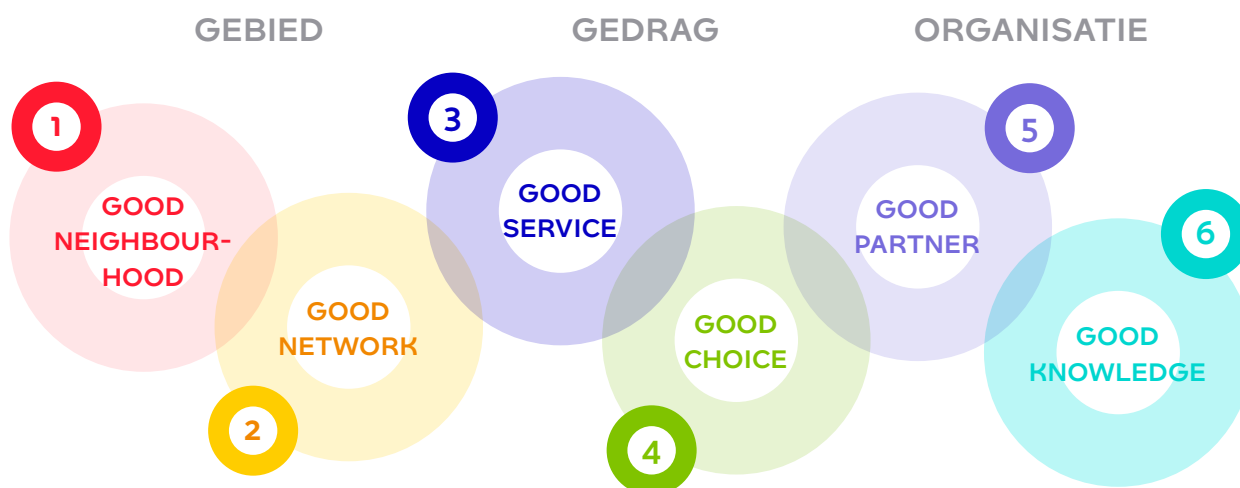 GEBIED
GEDRAG
ORGANISATIE
1
GOOD
NEIGHBOUR-
HOOD
2
GOOD
NETWORK
3
GOOD
SERVICE
4
GOOD
CHOICE
5
GOOD
PARTNER
6
GOOD
KNOWLEDGE